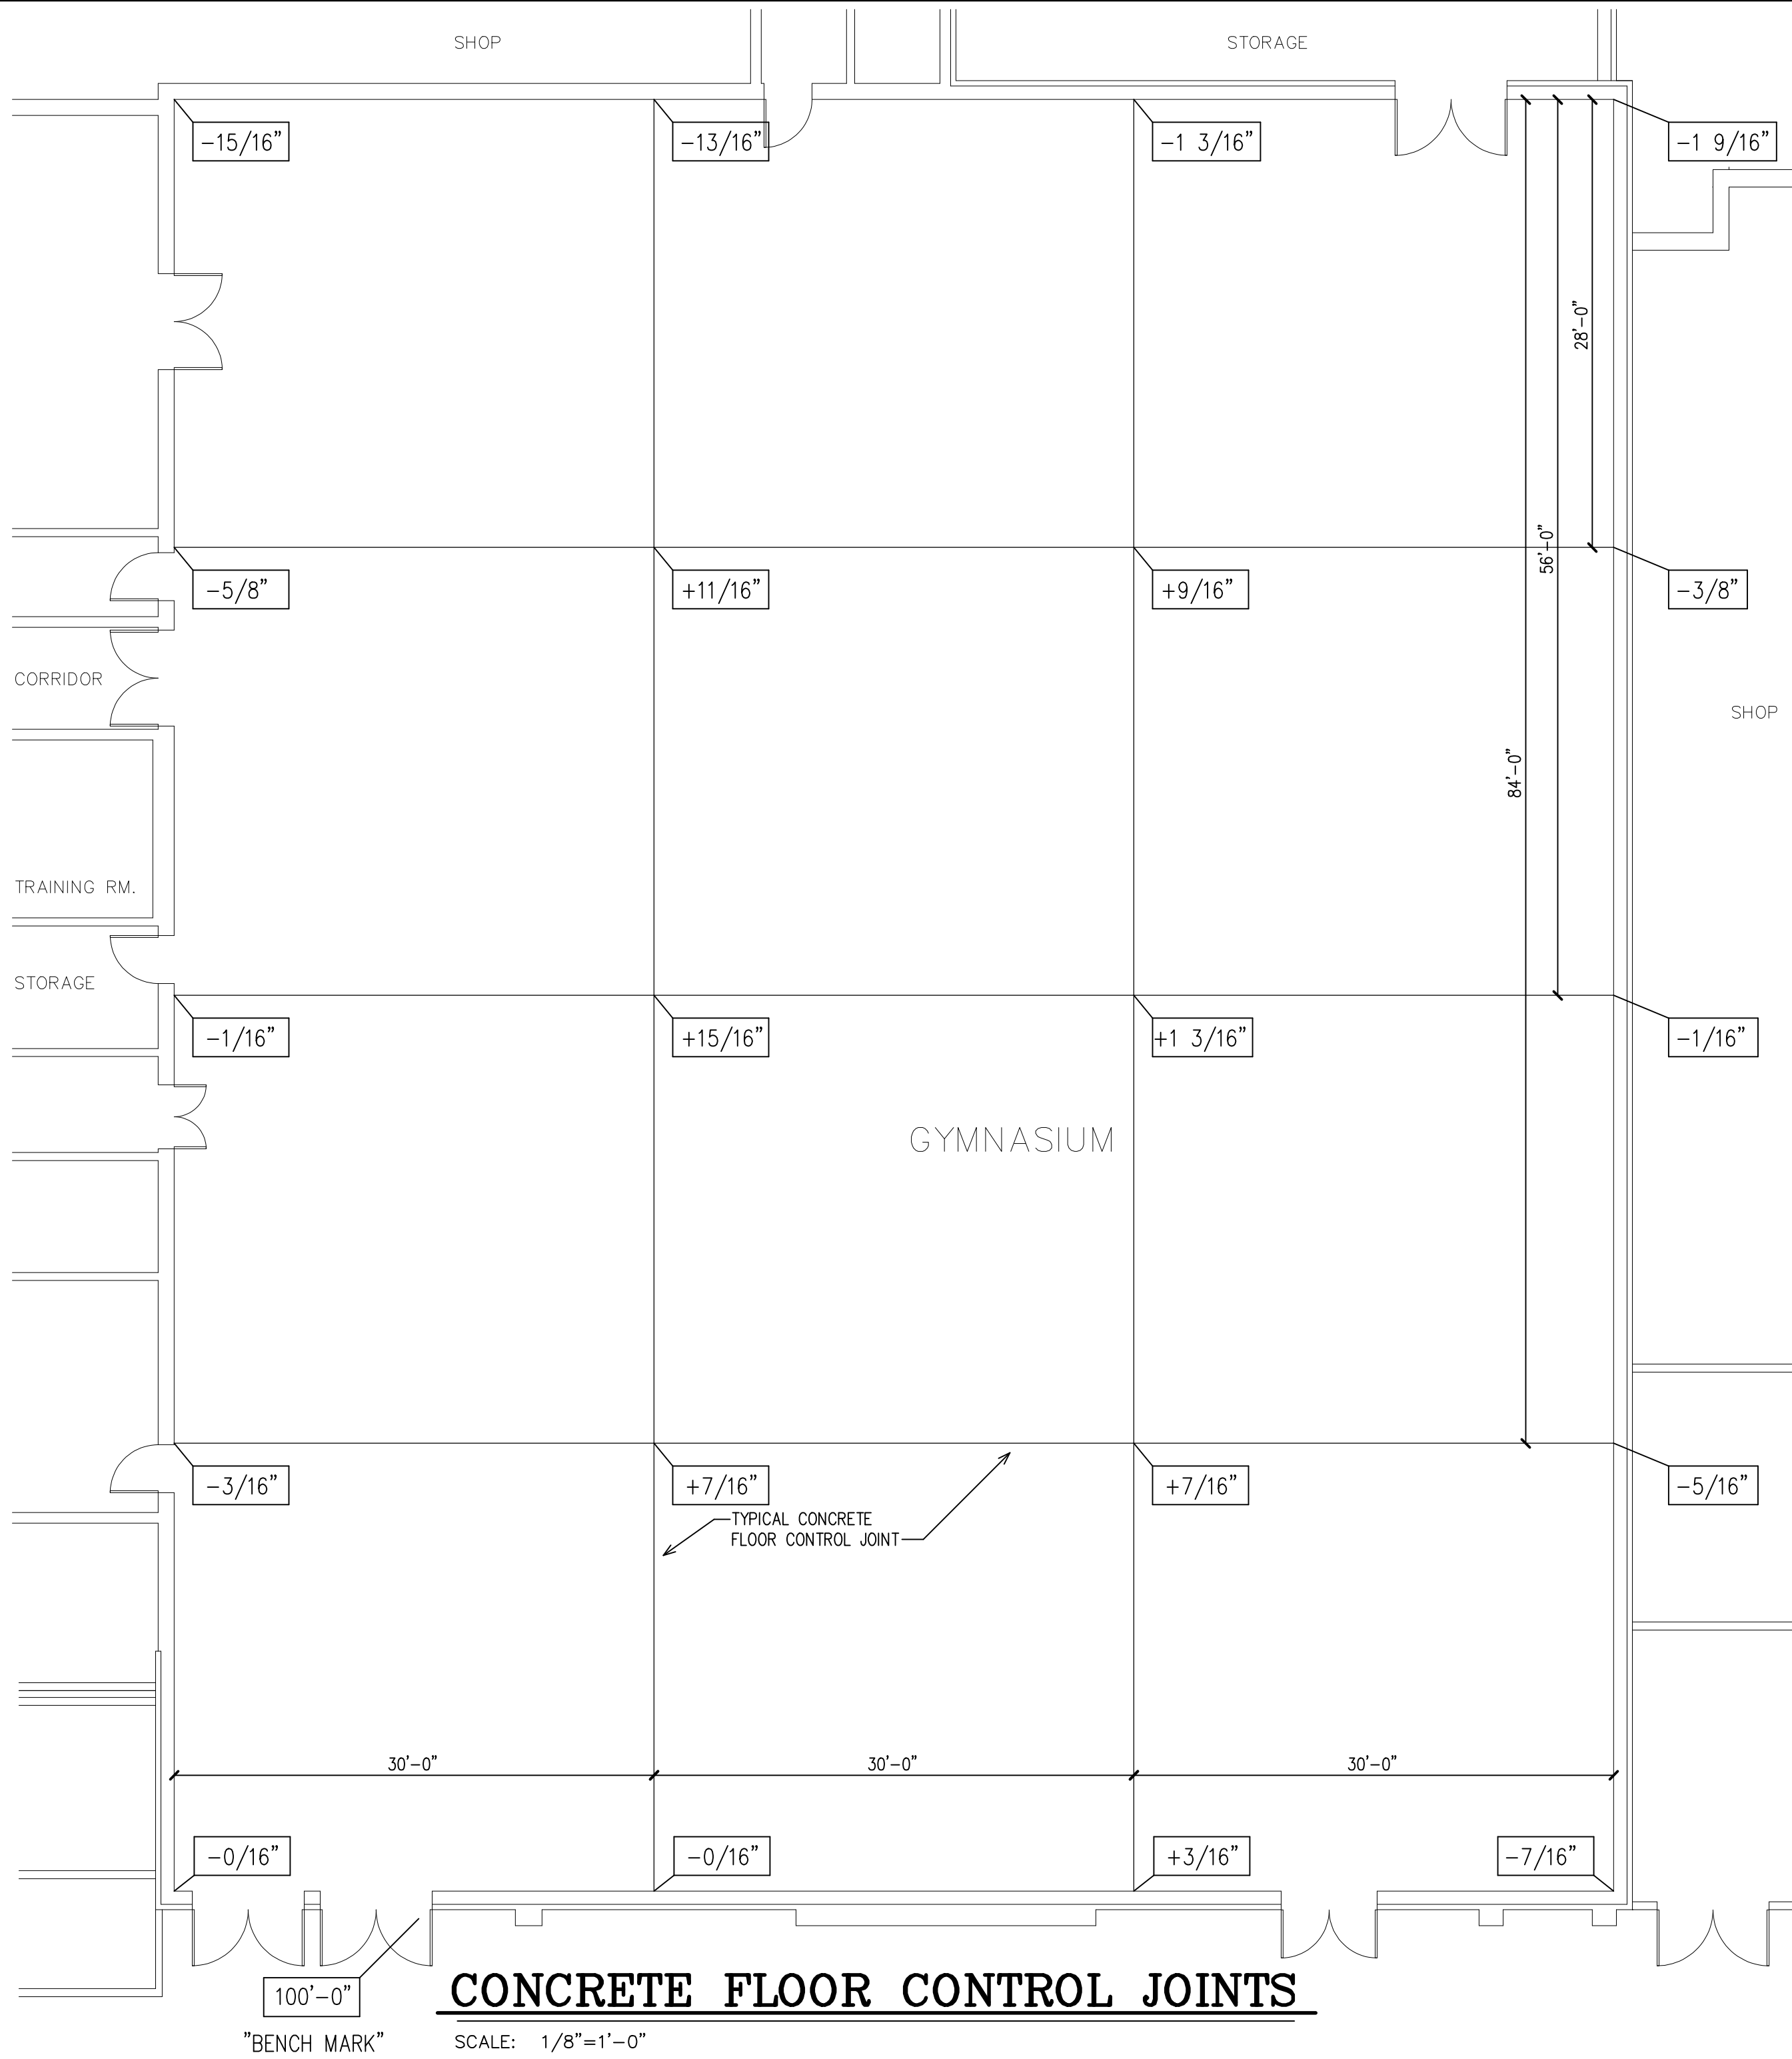 SHOP
STORAGE
-15/16"
-13/16"
-1 3/16"
-1 9/16"
28'-0"
56'-0"
84'-0"
-5/8"
+11/16"
+9/16"
-3/8"
CORRIDOR
SHOP
TRAINING RM.
STORAGE
-1/16"
+15/16"
+1 3/16"
-1/16"
GYMNASIUM
-3/16"
+7/16"
+7/16"
-5/16"
TYPICAL CONCRETE
FLOOR CONTROL JOINT
30'-0"
30'-0"
30'-0"
-0/16"
-0/16"
+3/16"
-7/16"
100'-0"
"BENCH MARK"
CONCRETE FLOOR CONTROL JOINTS
SCALE: 1/8"=1'-0"